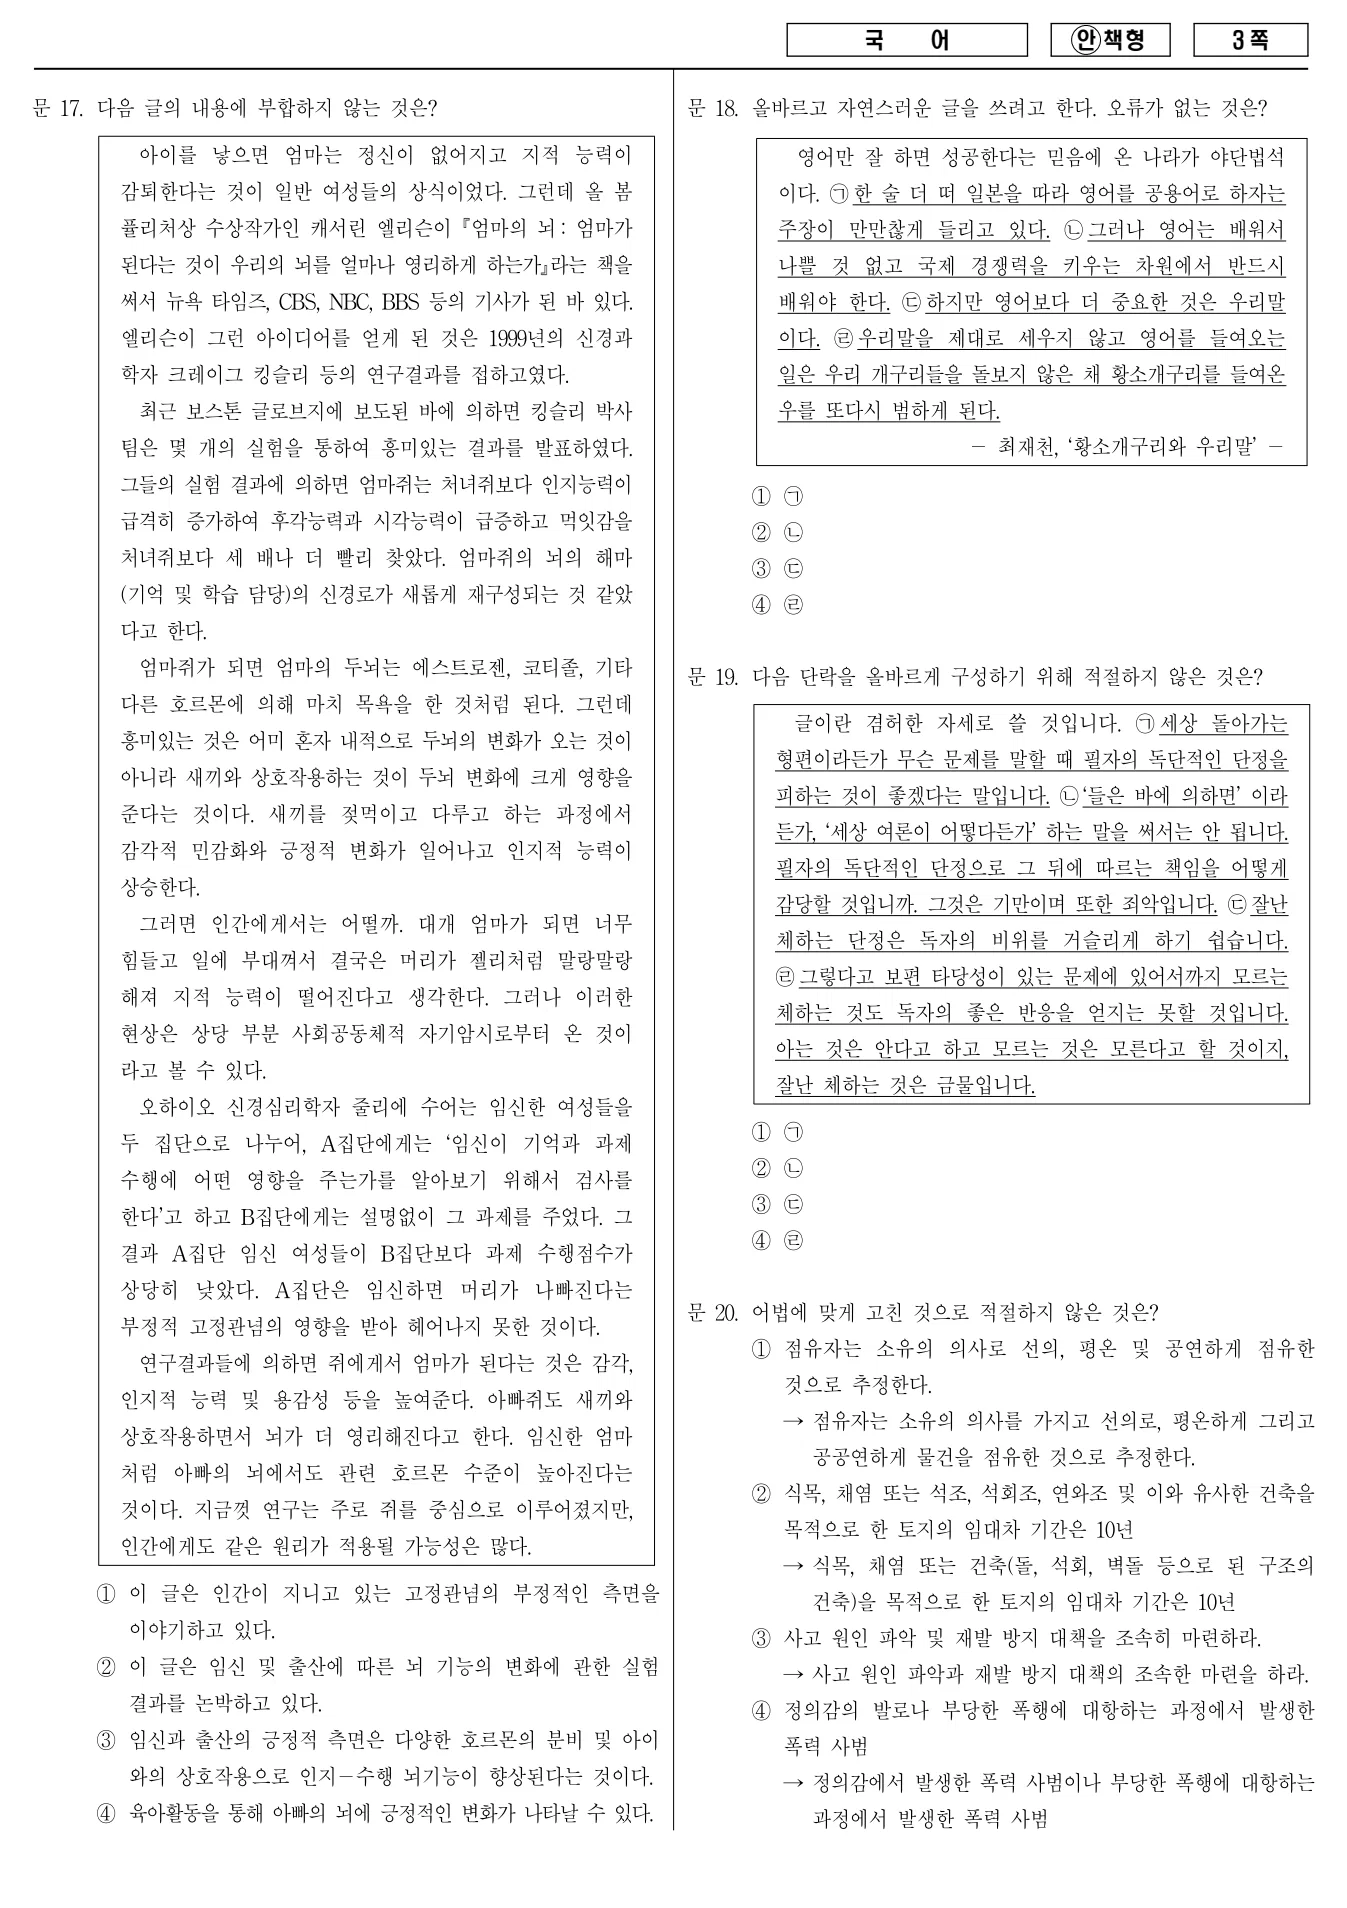 국 어
안 책형
3쪽
문 17. 다음 글의 내용에 부합하지 않는 것은?
아이를 낳으면 엄마는 정신이 없어지고 지적 능력이
감퇴한다는 것이 일반 여성들의 상식이었다. 그런데 올 봄
퓰리처상 수상작가인 캐서린 엘리슨이 『엄마의 뇌 : 엄마가
된다는 것이 우리의 뇌를 얼마나 영리하게 하는가』라는 책을
써서 뉴욕 타임즈, CBS, NBC, BBS 등의 기사가 된 바 있다.
엘리슨이 그런 아이디어를 얻게 된 것은 1999년의 신경과
학자 크레이그 킹슬리 등의 연구결과를 접하고였다.
최근 보스톤 글로브지에 보도된 바에 의하면 킹슬리 박사
팀은 몇 개의 실험을 통하여 흥미있는 결과를 발표하였다.
그들의 실험 결과에 의하면 엄마쥐는 처녀쥐보다 인지능력이
급격히 증가하여 후각능력과 시각능력이 급증하고 먹잇감을
처녀쥐보다 세 배나 더 빨리 찾았다. 엄마쥐의 뇌의 해마
(기억 및 학습 담당)의 신경로가 새롭게 재구성되는 것 같았
다고 한다.
엄마쥐가 되면 엄마의 두뇌는 에스트로젠, 코티졸, 기타
다른 호르몬에 의해 마치 목욕을 한 것처럼 된다. 그런데
흥미있는 것은 어미 혼자 내적으로 두뇌의 변화가 오는 것이
아니라 새끼와 상호작용하는 것이 두뇌 변화에 크게 영향을
준다는 것이다. 새끼를 젖먹이고 다루고 하는 과정에서
감각적 민감화와 긍정적 변화가 일어나고 인지적 능력이
상승한다.
그러면 인간에게서는 어떨까. 대개 엄마가 되면 너무
힘들고 일에 부대껴서 결국은 머리가 젤리처럼 말랑말랑
해져 지적 능력이 떨어진다고 생각한다. 그러나 이러한
현상은 상당 부분 사회공동체적 자기암시로부터 온 것이
라고 볼 수 있다.
오하이오 신경심리학자 줄리에 수어는 임신한 여성들을
두 집단으로 나누어, A집단에게는 ‘임신이 기억과 과제
수행에 어떤 영향을 주는가를 알아보기 위해서 검사를
한다’고 하고 B집단에게는 설명없이 그 과제를 주었다. 그
결과 A집단 임신 여성들이 B집단보다 과제 수행점수가
상당히 낮았다. A집단은 임신하면 머리가 나빠진다는
부정적 고정관념의 영향을 받아 헤어나지 못한 것이다.
연구결과들에 의하면 쥐에게서 엄마가 된다는 것은 감각,
인지적 능력 및 용감성 등을 높여준다. 아빠쥐도 새끼와
상호작용하면서 뇌가 더 영리해진다고 한다. 임신한 엄마
처럼 아빠의 뇌에서도 관련 호르몬 수준이 높아진다는
것이다. 지금껏 연구는 주로 쥐를 중심으로 이루어졌지만,
인간에게도 같은 원리가 적용될 가능성은 많다.
① 이 글은 인간이 지니고 있는 고정관념의 부정적인 측면을
이야기하고 있다.
② 이 글은 임신 및 출산에 따른 뇌 기능의 변화에 관한 실험
결과를 논박하고 있다.
③ 임신과 출산의 긍정적 측면은 다양한 호르몬의 분비 및 아이
와의 상호작용으로 인지－수행 뇌기능이 향상된다는 것이다.
④ 육아활동을 통해 아빠의 뇌에 긍정적인 변화가 나타날 수 있다.
문 18. 올바르고 자연스러운 글을 쓰려고 한다. 오류가 없는 것은?
영어만 잘 하면 성공한다는 믿음에 온 나라가 야단법석
이다. ㉠한 술 더 떠 일본을 따라 영어를 공용어로 하자는
주장이 만만찮게 들리고 있다. ㉡그러나 영어는 배워서
나쁠 것 없고 국제 경쟁력을 키우는 차원에서 반드시
배워야 한다. ㉢하지만 영어보다 더 중요한 것은 우리말
이다. ㉣우리말을 제대로 세우지 않고 영어를 들여오는
일은 우리 개구리들을 돌보지 않은 채 황소개구리를 들여온
우를 또다시 범하게 된다.
－ 최재천, ‘황소개구리와 우리말’ －
① ㉠
② ㉡
③ ㉢
④ ㉣
문 19. 다음 단락을 올바르게 구성하기 위해 적절하지 않은 것은?
글이란 겸허한 자세로 쓸 것입니다. ㉠세상 돌아가는
형편이라든가 무슨 문제를 말할 때 필자의 독단적인 단정을
피하는 것이 좋겠다는 말입니다. ㉡‘들은 바에 의하면’ 이라
든가, ‘세상 여론이 어떻다든가’ 하는 말을 써서는 안 됩니다.
필자의 독단적인 단정으로 그 뒤에 따르는 책임을 어떻게
감당할 것입니까. 그것은 기만이며 또한 죄악입니다. ㉢잘난
체하는 단정은 독자의 비위를 거슬리게 하기 쉽습니다.
㉣그렇다고 보편 타당성이 있는 문제에 있어서까지 모르는
체하는 것도 독자의 좋은 반응을 얻지는 못할 것입니다.
아는 것은 안다고 하고 모르는 것은 모른다고 할 것이지,
잘난 체하는 것은 금물입니다.
① ㉠
② ㉡
③ ㉢
④ ㉣
문 20. 어법에 맞게 고친 것으로 적절하지 않은 것은?
① 점유자는 소유의 의사로 선의, 평온 및 공연하게 점유한
것으로 추정한다.
→ 점유자는 소유의 의사를 가지고 선의로, 평온하게 그리고
공공연하게 물건을 점유한 것으로 추정한다.
② 식목, 채염 또는 석조, 석회조, 연와조 및 이와 유사한 건축을
목적으로 한 토지의 임대차 기간은 10년
→ 식목, 채염 또는 건축(돌, 석회, 벽돌 등으로 된 구조의
건축)을 목적으로 한 토지의 임대차 기간은 10년
③ 사고 원인 파악 및 재발 방지 대책을 조속히 마련하라.
→ 사고 원인 파악과 재발 방지 대책의 조속한 마련을 하라.
④ 정의감의 발로나 부당한 폭행에 대항하는 과정에서 발생한
폭력 사범
→ 정의감에서 발생한 폭력 사범이나 부당한 폭행에 대항하는
과정에서 발생한 폭력 사범